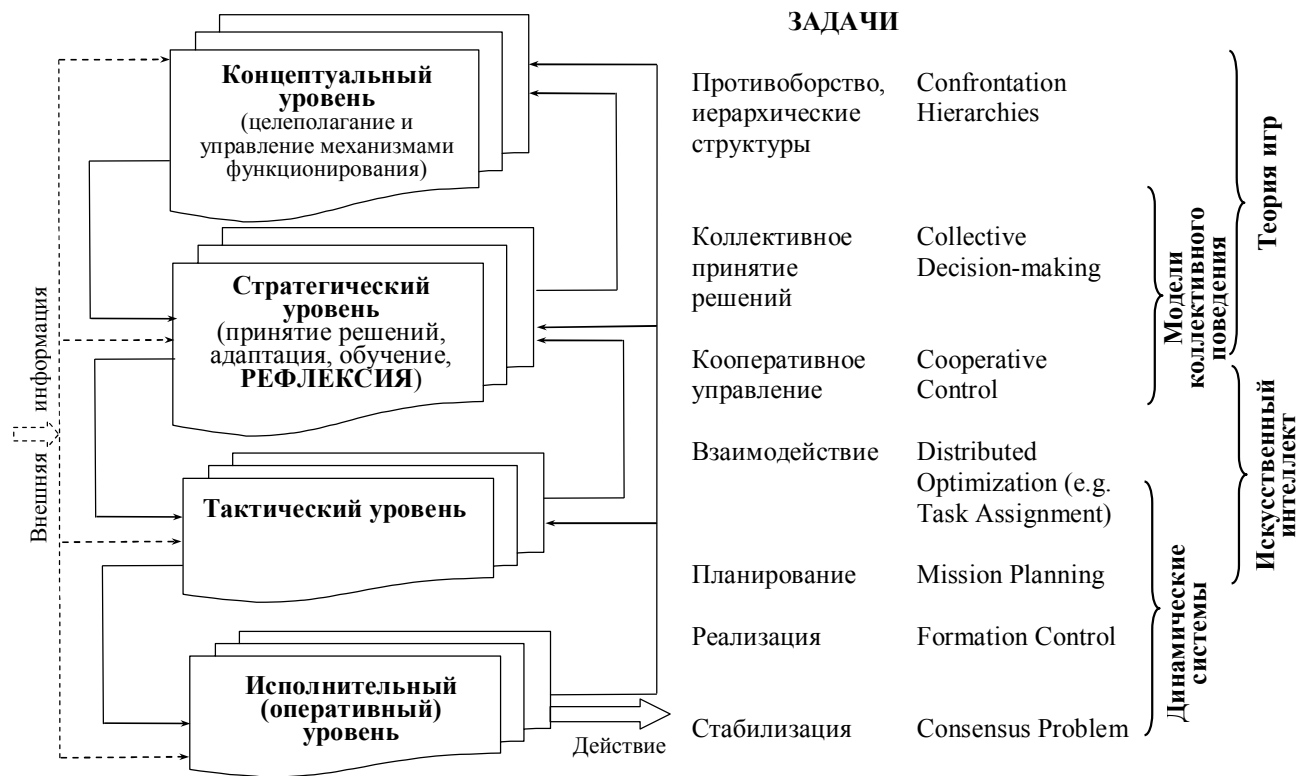 ЗАДАЧИ
Концептуальный
уровень
(целеполагание и
управление механизмами
функционирования)
Стратегический
уровень
(принятие решений,
адаптация, обучение,
РЕФЛЕКСИЯ)
Тактический уровень
Исполнительный
(оперативный)
уровень
Внешняя информация
Действие
Противоборство,
иерархические
структуры
Confrontation
Hierarchies
Коллективное
принятие
решений
Collective
Decision-making
Кооперативное
управление
Cooperative
Control
Взаимодействие
Distributed
Optimization (e.g.
Task Assignment)
Планирование
Mission Planning
Реализация
Formation Control
Стабилизация
Consensus Problem
Модели
коллективного
поведения
Теория игр
Искусственный
интеллект
Динамические
системы